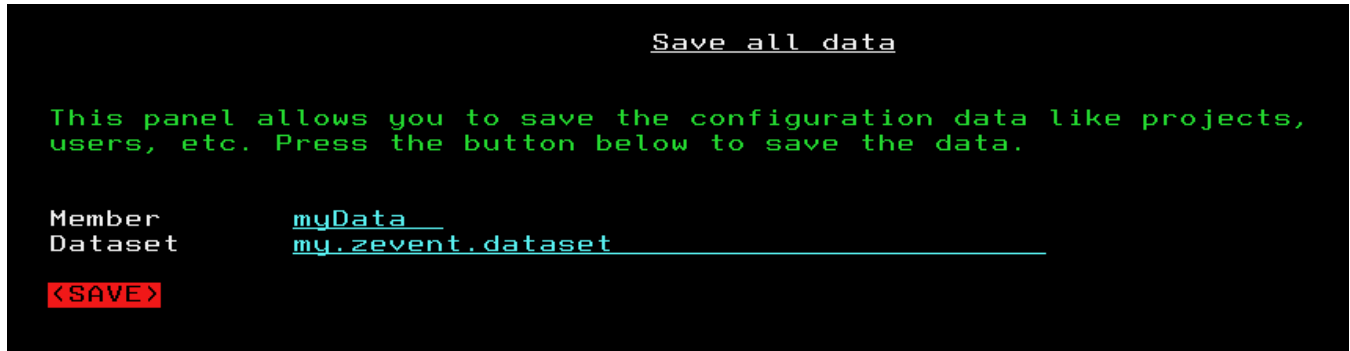 Save all data
This panel allows you to save the configuration data like projects,
users, etc. Press the button below to save the data.
Member myData
Dataset my.zevent.dataset
<SAVE>